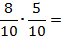 8/10 · 5/10 =